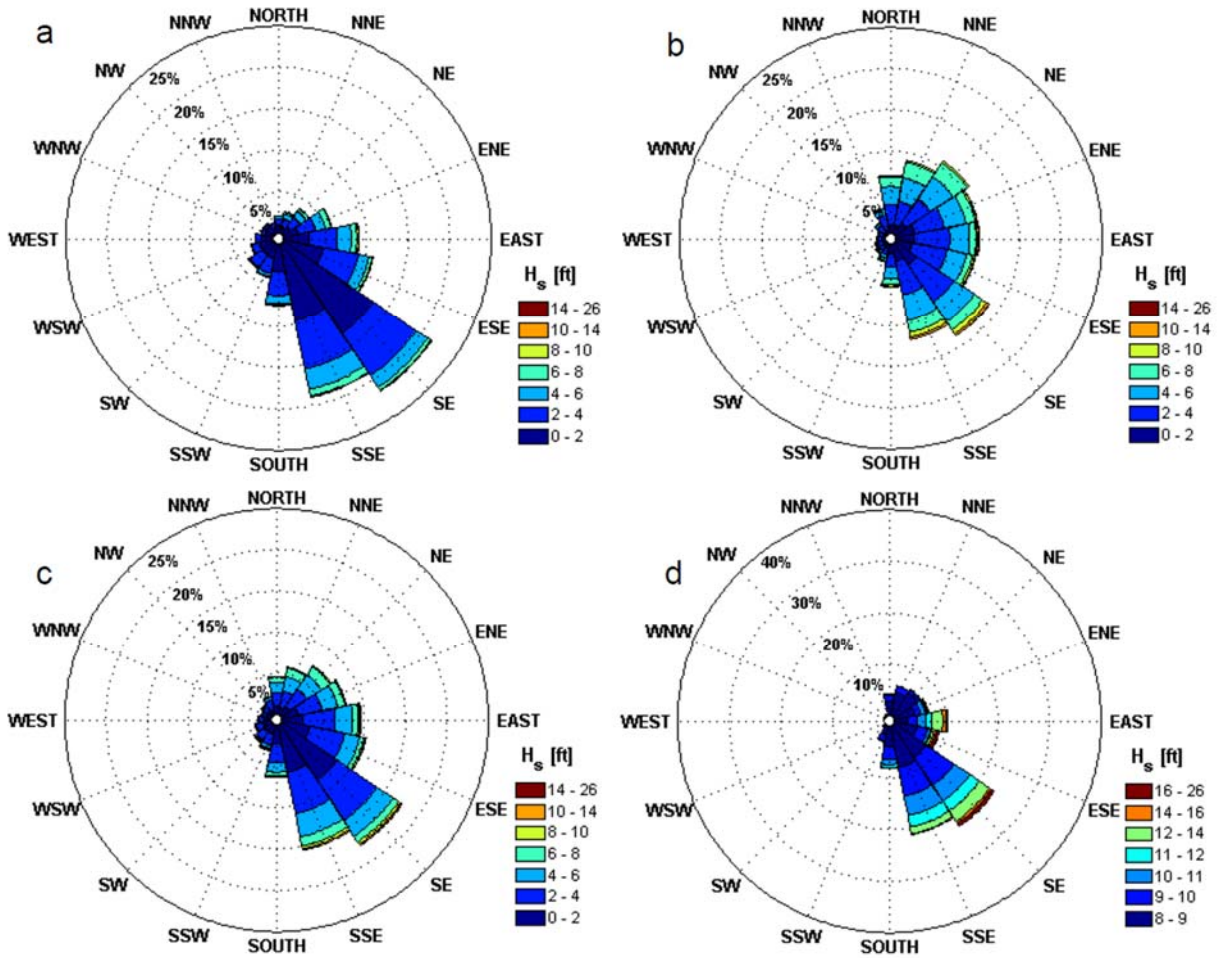 a
NORTH
NNW
NNE
NW
NE
WNW
ENE
WEST
EAST
WSW
ESE
SW
SE
SSW
SSE
SOUTH
25%
20%
15%
10%
5%
H_s [ft]
14 - 26
10 - 14
8 - 10
6 - 8
4 - 6
2 - 4
0 - 2
b
NORTH
NNW
NNE
NW
NE
WNW
ENE
WEST
EAST
WSW
ESE
SW
SE
SSW
SSE
SOUTH
25%
20%
15%
10%
5%
H_s [ft]
14 - 26
10 - 14
8 - 10
6 - 8
4 - 6
2 - 4
0 - 2
c
NORTH
NNW
NNE
NW
NE
WNW
ENE
WEST
EAST
WSW
ESE
SW
SE
SSW
SSE
SOUTH
25%
20%
15%
10%
5%
H_s [ft]
14 - 26
10 - 14
8 - 10
6 - 8
4 - 6
2 - 4
0 - 2
d
NORTH
NNW
NNE
NW
NE
WNW
ENE
WEST
EAST
WSW
ESE
SW
SE
SSW
SSE
SOUTH
40%
30%
20%
10%
H_s [ft]
16 - 26
14 - 16
12 - 14
11 - 12
10 - 11
9 - 10
8 - 9